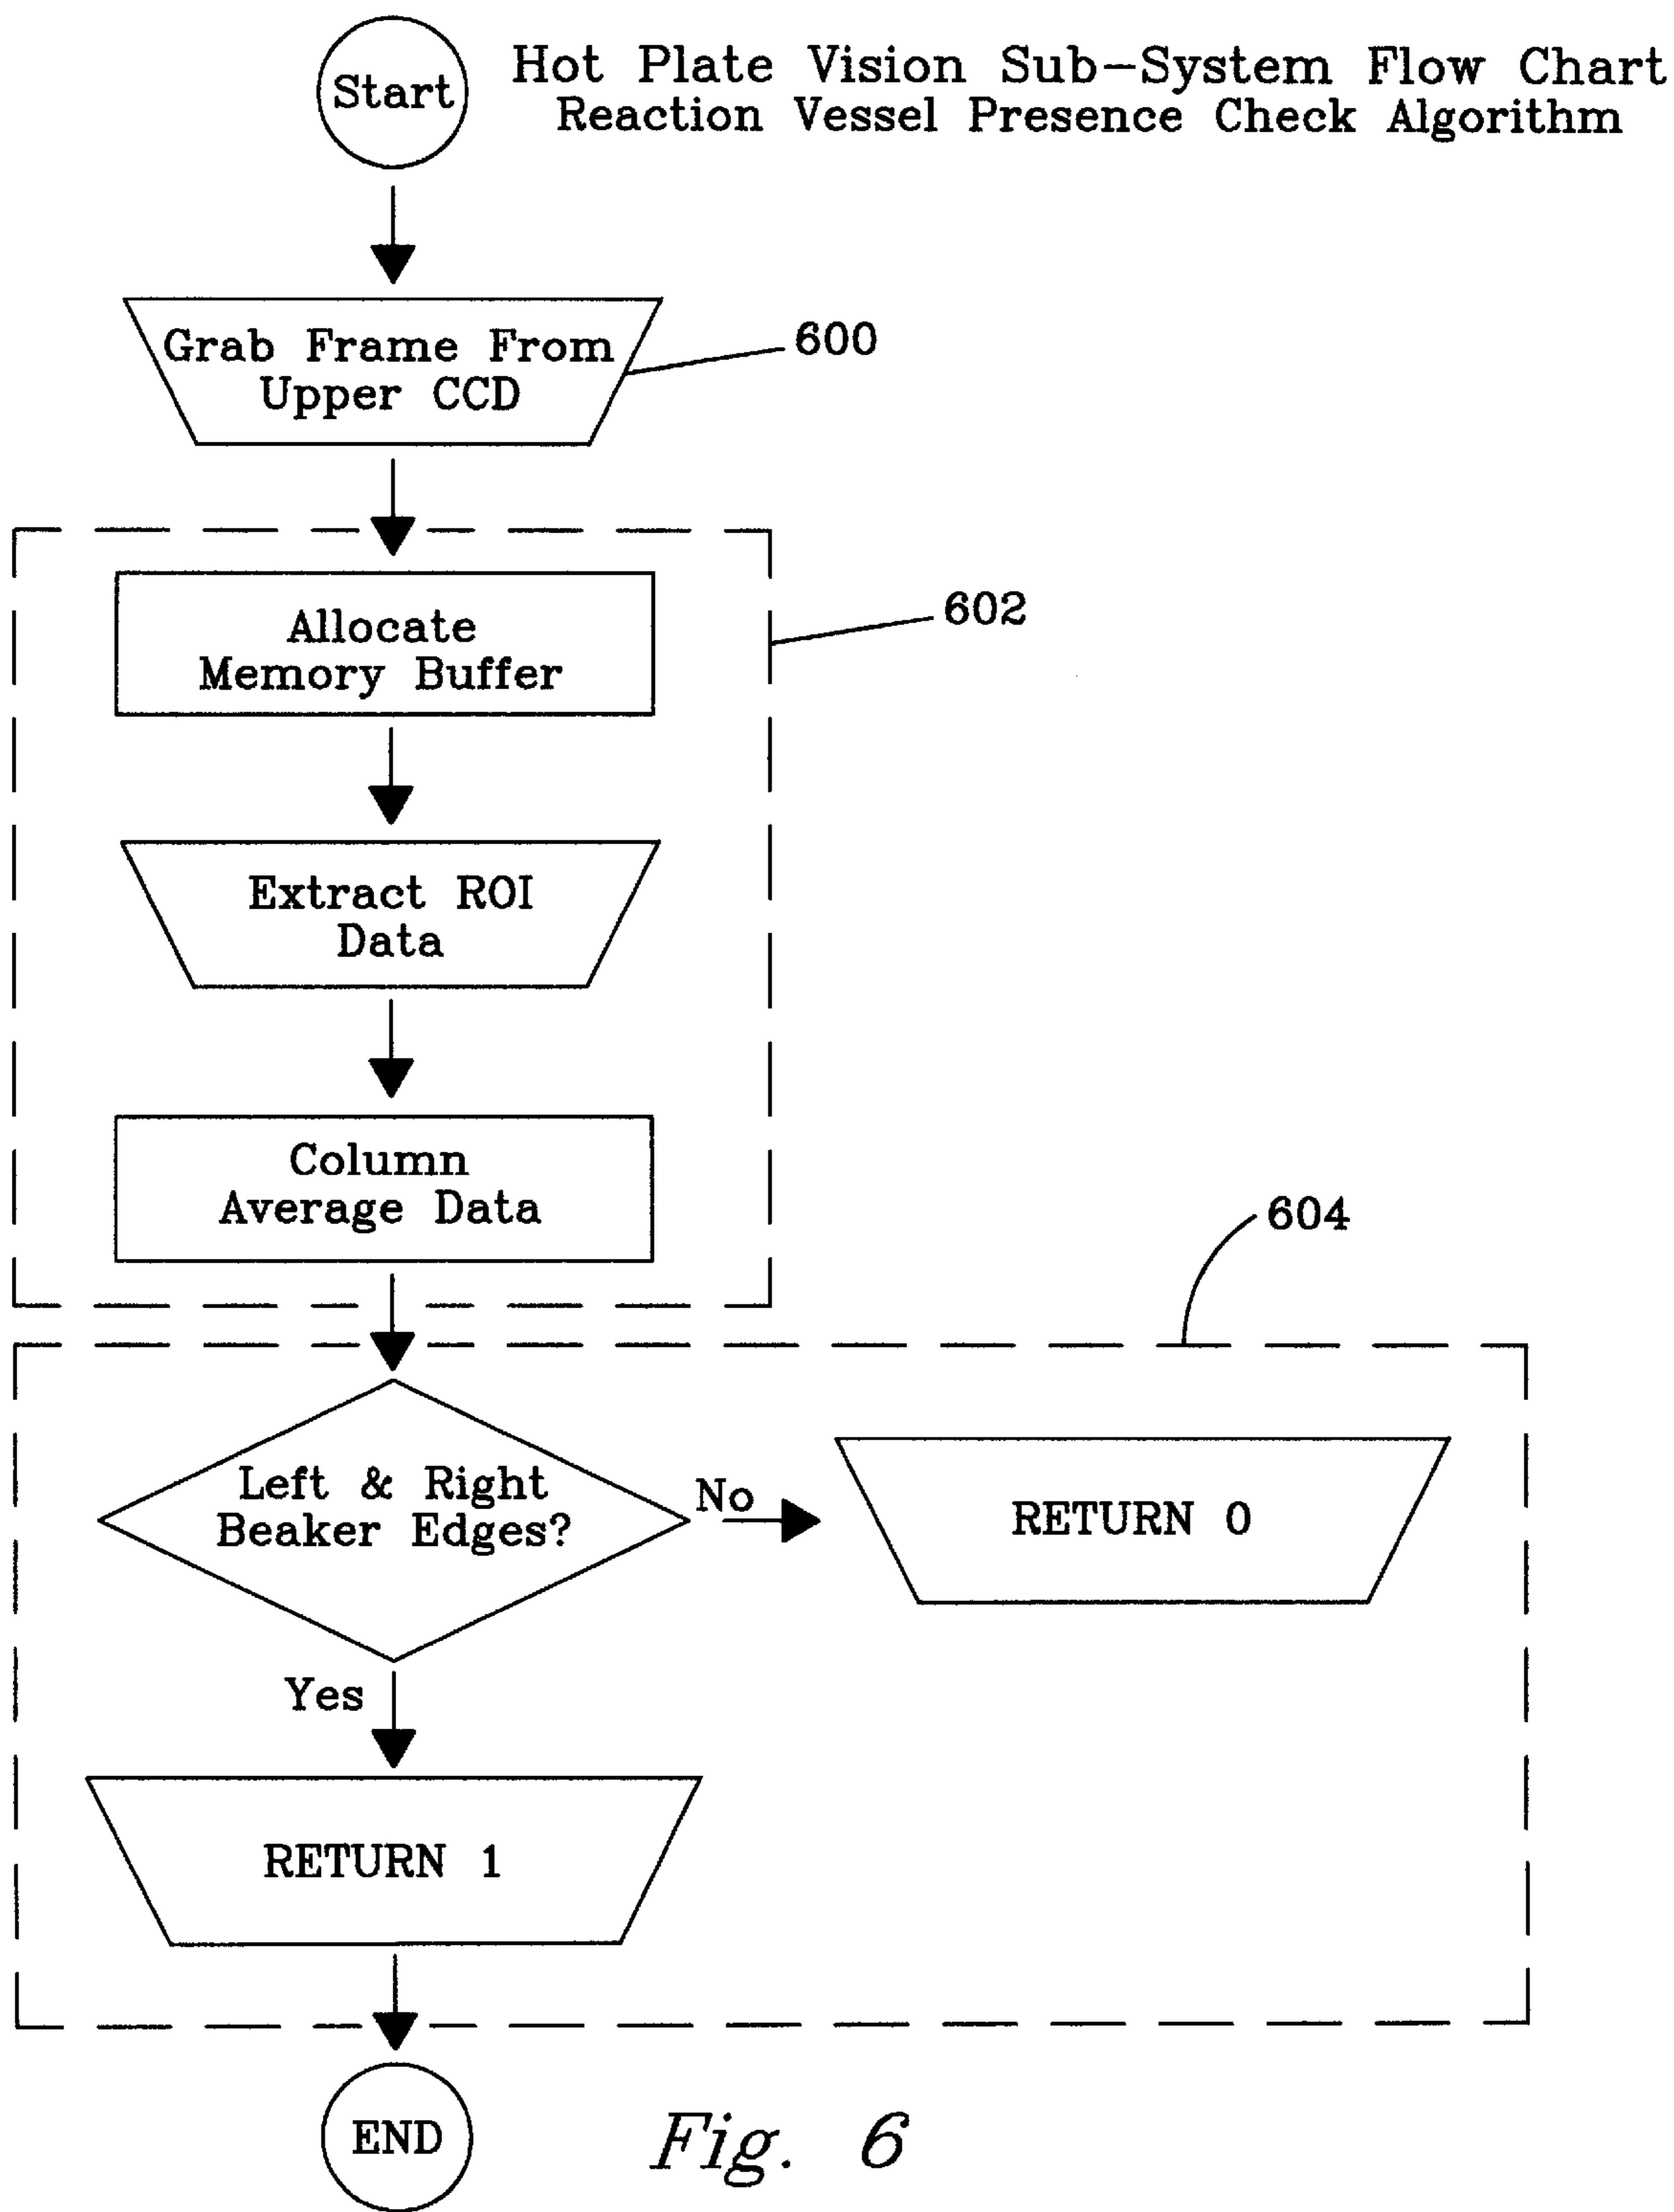 Start
Hot Plate Vision Sub-System Flow Chart
Reaction Vessel Presence Check Algorithm
Grab Frame From
Upper CCD
600
Allocate
Memory Buffer
602
Extract ROI
Data
Column
Average Data
604
Left & Right
Beaker Edges?
No
RETURN 0
Yes
RETURN 1
END
Fig. 6